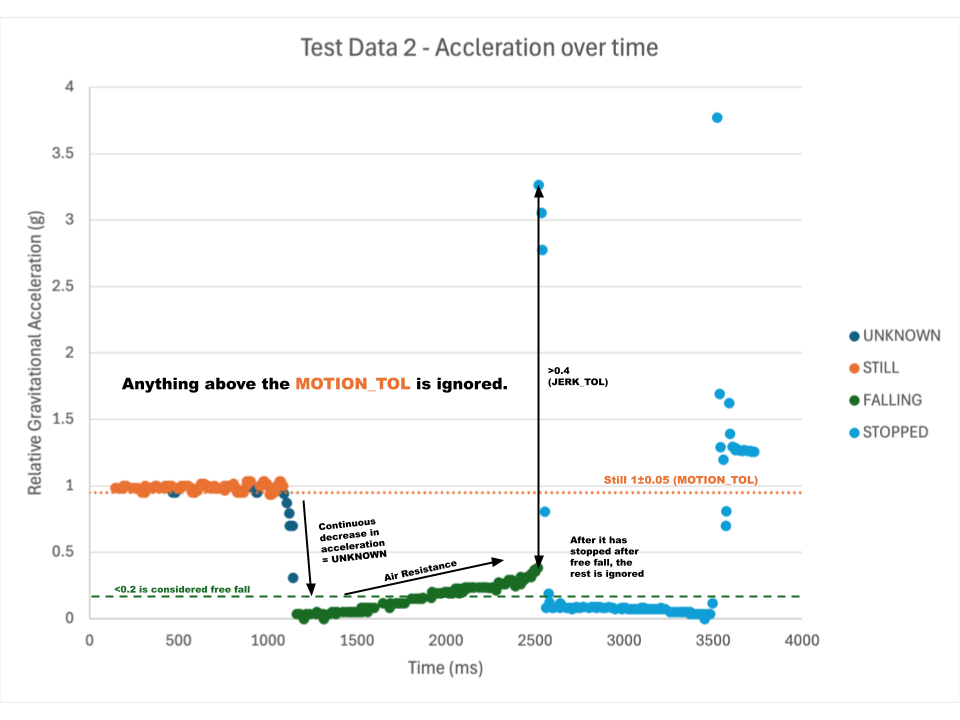 Test Data 2 - Accleration over time
Relative Gravitational Acceleration (g)
4
3.5
3
2.5
2
1.5
1
0.5
0
0
500
1000
1500
2000
2500
3000
3500
4000
Time (ms)
Anything above the MOTION_TOL is ignored.
>0.4
(JERK_TOL)
Still 1±0.05 (MOTION_TOL)
Continuous
decrease in
acceleration
= UNKNOWN
Air Resistance
After it has
stopped after
free fall, the
rest is ignored
<0.2 is considered free fall
UNKNOWN
STILL
FALLING
STOPPED